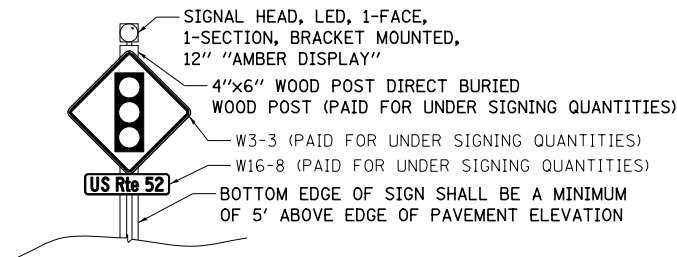 SIGNAL HEAD, LED, 1-FACE,
1-SECTION, BRACKET MOUNTED,
12" "AMBER DISPLAY"
4"x6" WOOD POST DIRECT BURIED
WOOD POST (PAID FOR UNDER SIGNING QUANTITIES)
W3-3 (PAID FOR UNDER SIGNING QUANTITIES)
W16-8 (PAID FOR UNDER SIGNING QUANTITIES)
US Rte 52
BOTTOM EDGE OF SIGN SHALL BE A MINIMUM
OF 5' ABOVE EDGE OF PAVEMENT ELEVATION